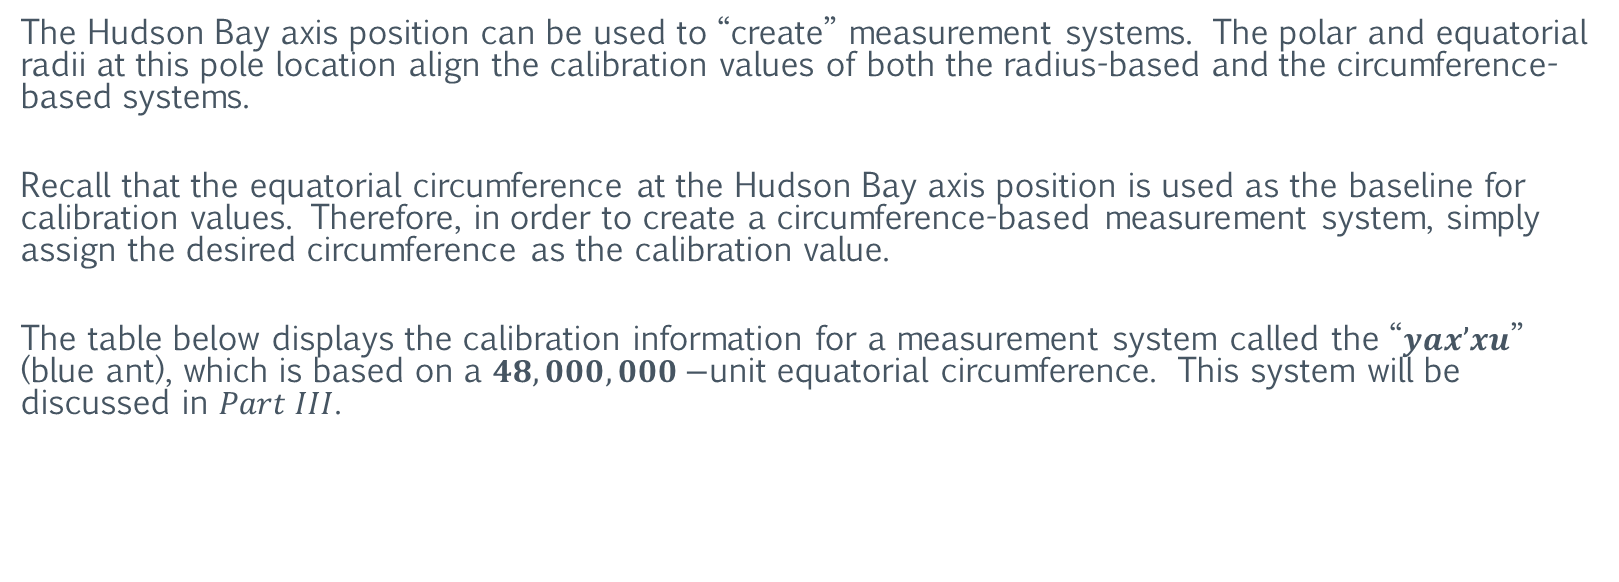 The Hudson Bay axis position can be used to “create” measurement systems.  The polar and equatorial
radii at this pole location align the calibration values of both the radius-based and the circumference-
based systems.
Recall that the equatorial circumference at the Hudson Bay axis position is used as the baseline for
calibration values.  Therefore, in order to create a circumference-based measurement system, simply
assign the desired circumference as the calibration value.
The table below displays the calibration information for a measurement system called the “yax’xu”
(blue ant), which is based on a 48,000,000 –unit equatorial circumference.  This system will be
discussed in Part III.